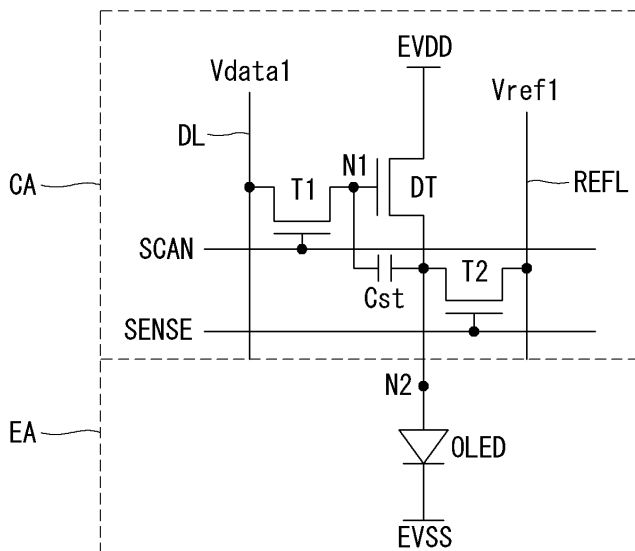 EVDD
Vdata1
Vref1
DL
N1
T1
DT
REFL
CA
SCAN
T2
Cst
SENSE
N2
EA
OLED
EVSS